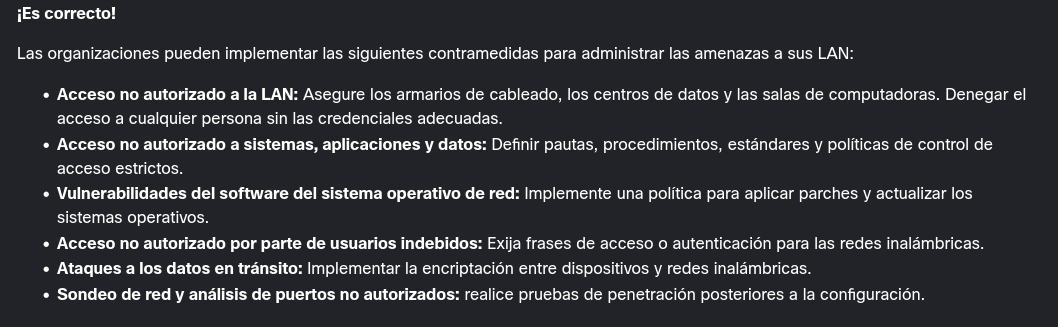 ¡Es correcto!
Las organizaciones pueden implementar las siguientes contramedidas para administrar las amenazas a sus LAN:
• Acceso no autorizado a la LAN: Asegure los armarios de cableado, los centros de datos y las salas de computadoras. Denegar el
acceso a cualquier persona sin las credenciales adecuadas.
• Acceso no autorizado a sistemas, aplicaciones y datos: Definir pautas, procedimientos, estándares y políticas de control de
acceso estrictos.
• Vulnerabilidades del software del sistema operativo de red: Implemente una política para aplicar parches y actualizar los
sistemas operativos.
• Acceso no autorizado por parte de usuarios indebidos: Exija frases de acceso o autenticación para las redes inalámbricas.
• Ataques a los datos en tránsito: Implementar la encriptación entre dispositivos y redes inalámbricas.
• Sondeo de red y análisis de puertos no autorizados: realice pruebas de penetración posteriores a la configuración.